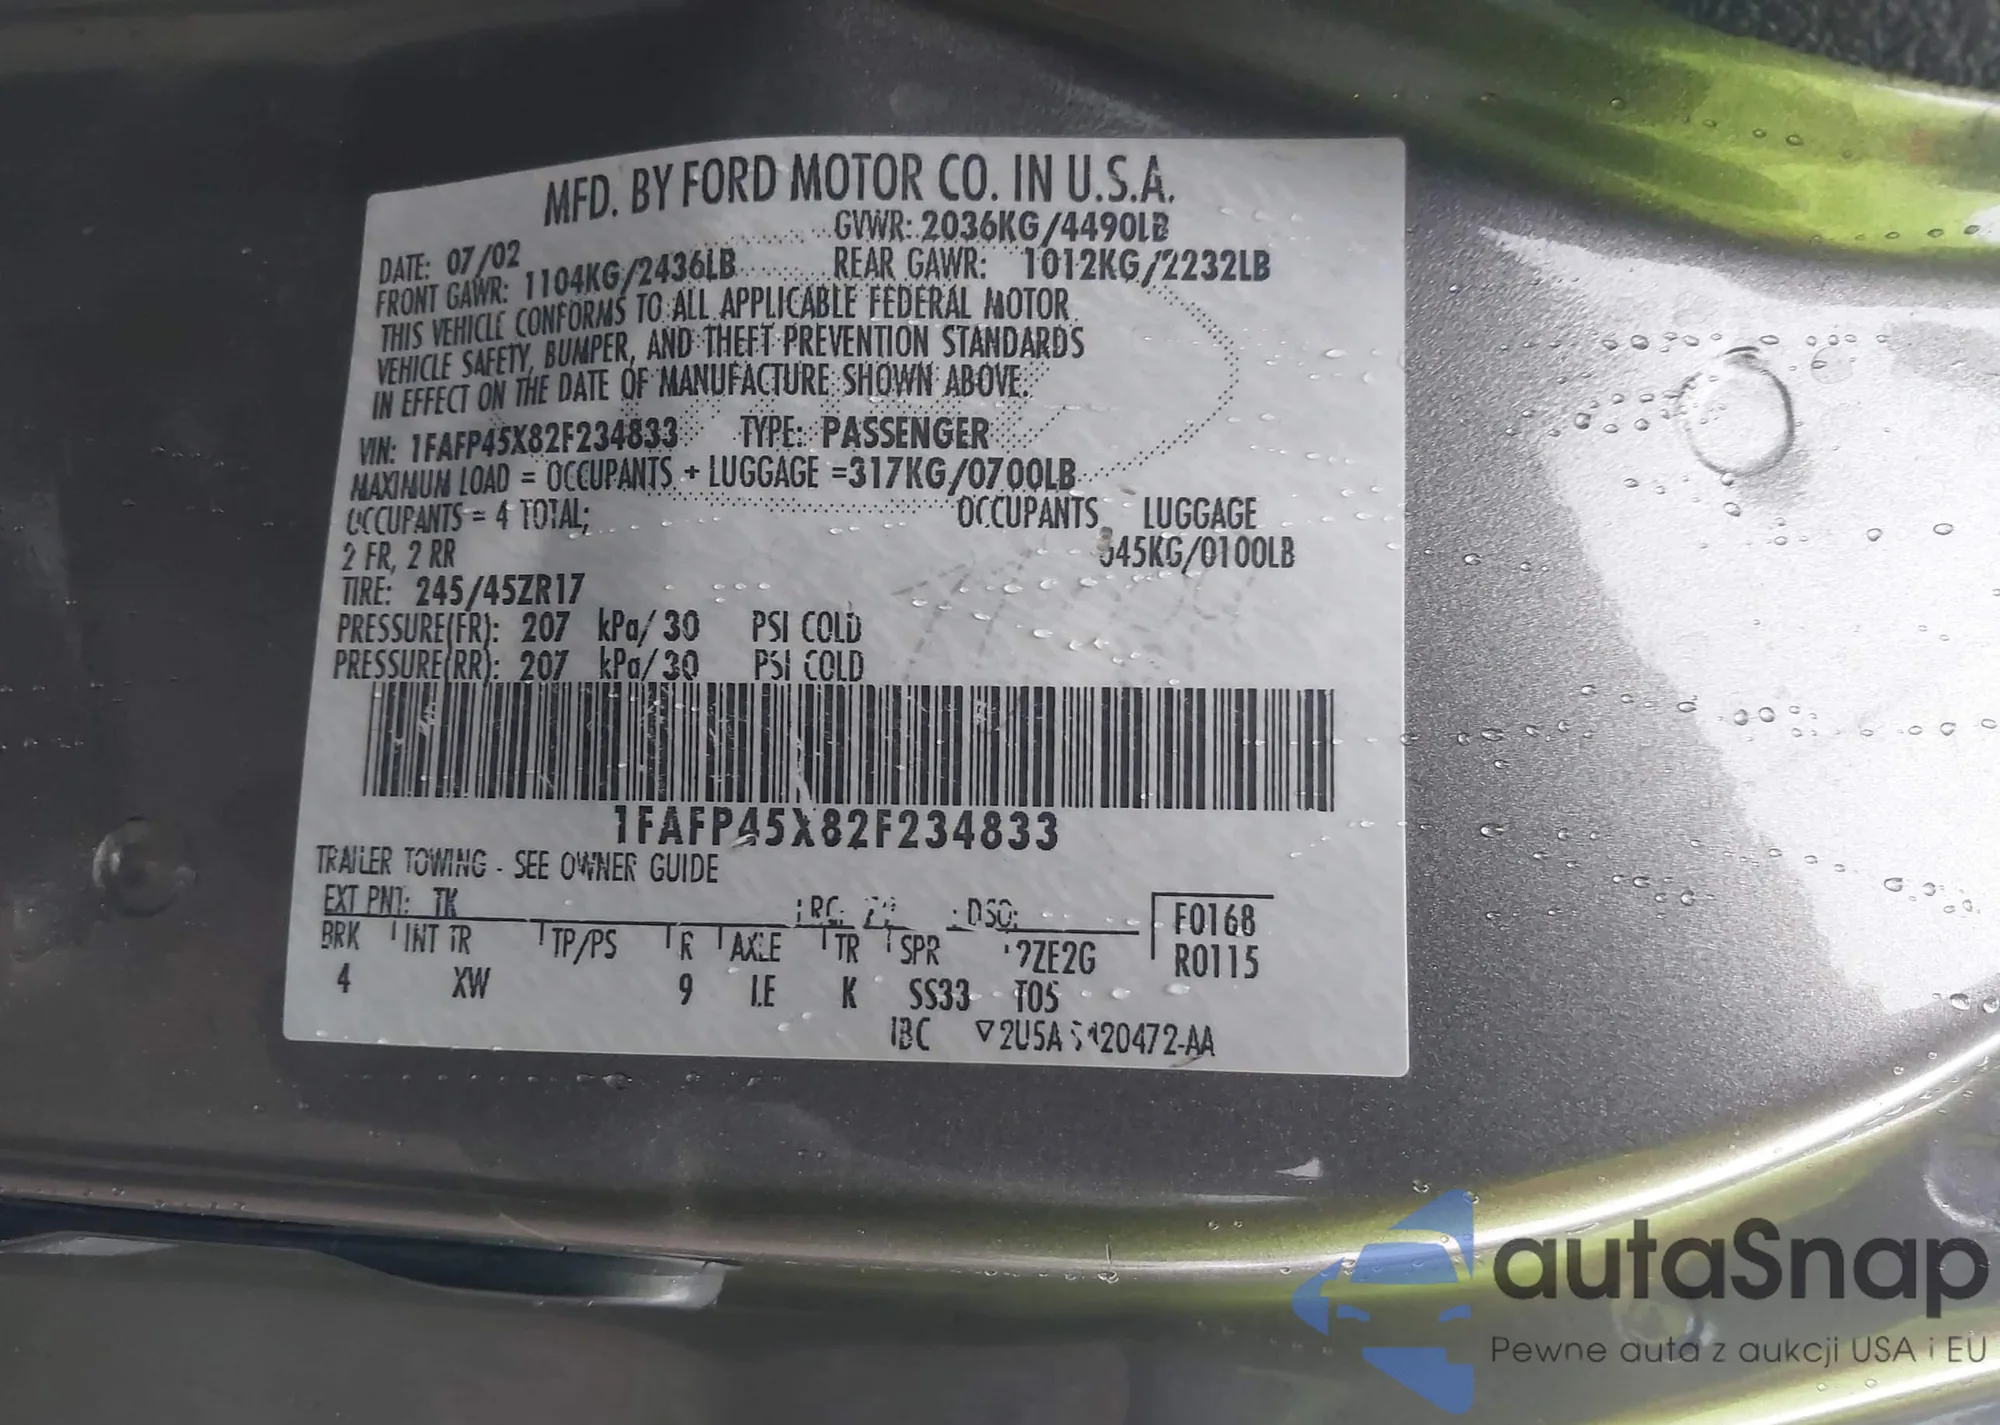 MFD. BY FORD MOTOR CO. IN U.S.A.
DATE: 07/02 GVWR: 2036KG/4490LB
FRONT GAWR: 1104KG/2436LB REAR GAWR: 1012KG/2232LB
THIS VEHICLE CONFORMS TO ALL APPLICABLE FEDERAL MOTOR
VEHICLE SAFETY, BUMPER, AND THEFT PREVENTION STANDARDS
IN EFFECT ON THE DATE OF MANUFACTURE SHOWN ABOVE.
VIN: 1FAFP45X82F234833 TYPE: PASSENGER
MAXIMUM LOAD = OCCUPANTS + LUGGAGE =317KG/0700LB
OCCUPANTS = 4 TOTAL; OCCUPANTS LUGGAGE
2 FR, 2 RR 45KG/0100LB
TIRE: 245/45ZR17
PRESSURE(FR): 207 kPa/ 30 PSI COLD
PRESSURE(RR): 207 kPa/ 30 PSI COLD
1FAFP45X82F234833
TRAILER TOWING - SEE OWNER GUIDE
EXT PNT: TK RC: DSO: F0168
BRK INT TR TP/PS R AXLE TR SPR ZE2G R0115
4 XW 9 K SS33 T05
IBC 20472-AA
autaSnap
Pewne auta z aukcji USA i EU